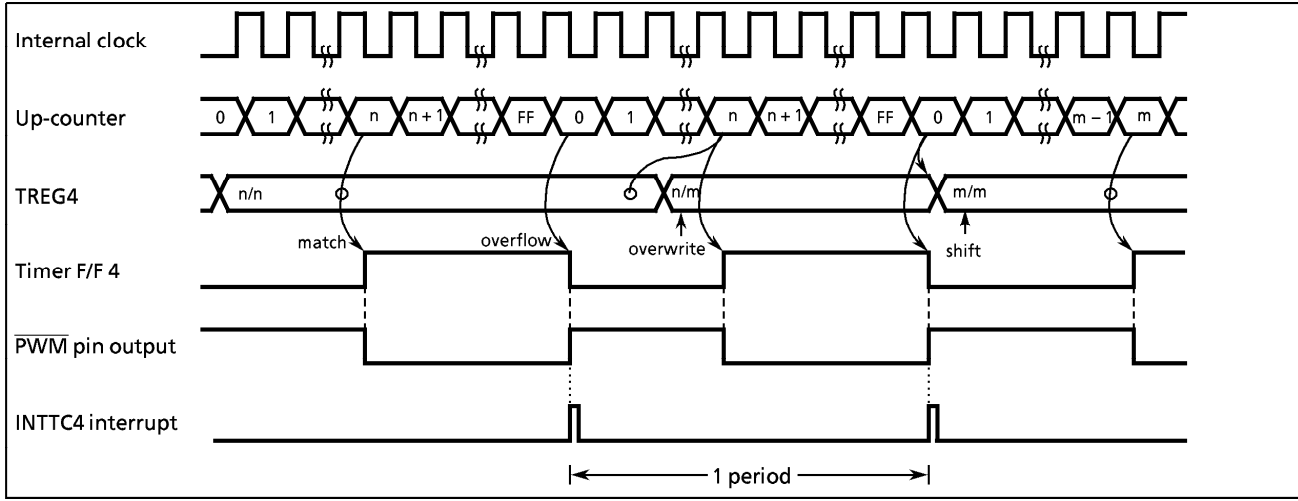 Internal clock
Up-counter 0 1 n n + 1 FF 0 1 n n + 1 FF 0 1 m – 1 m
TREG4 n/n n/m m/m
match overflow overwrite shift
Timer F/F 4
PWM pin output
INTTC4 interrupt
1 period